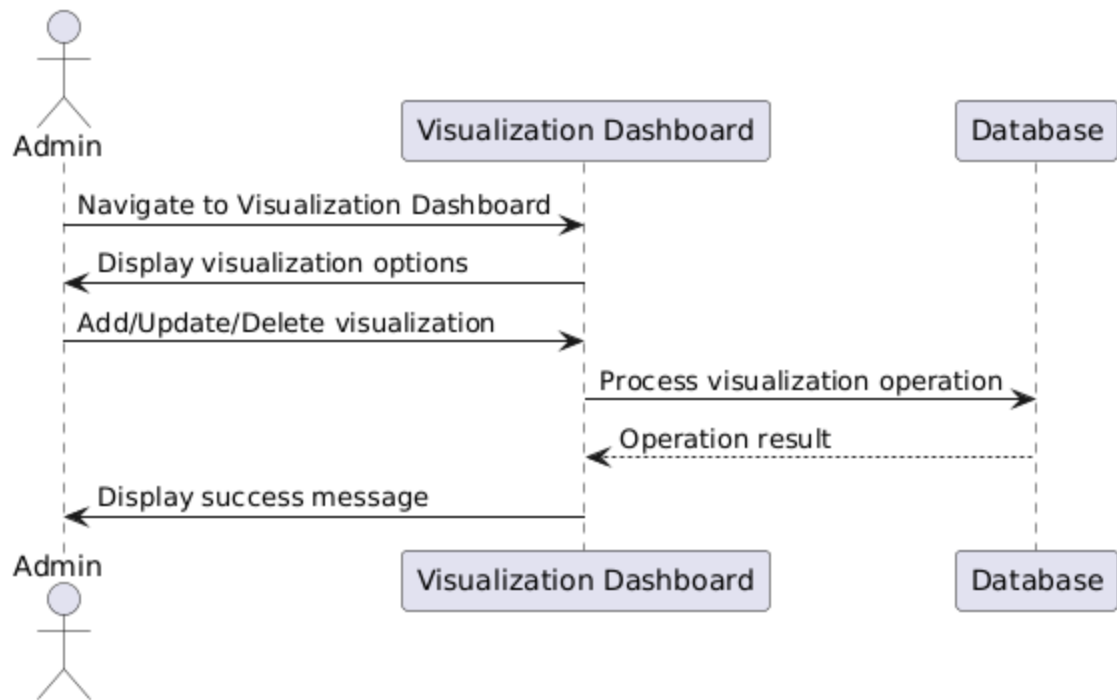 Admin
Visualization Dashboard
Database
Navigate to Visualization Dashboard
Display visualization options
Add/Update/Delete visualization
Process visualization operation
Operation result
Display success message
Admin
Visualization Dashboard
Database